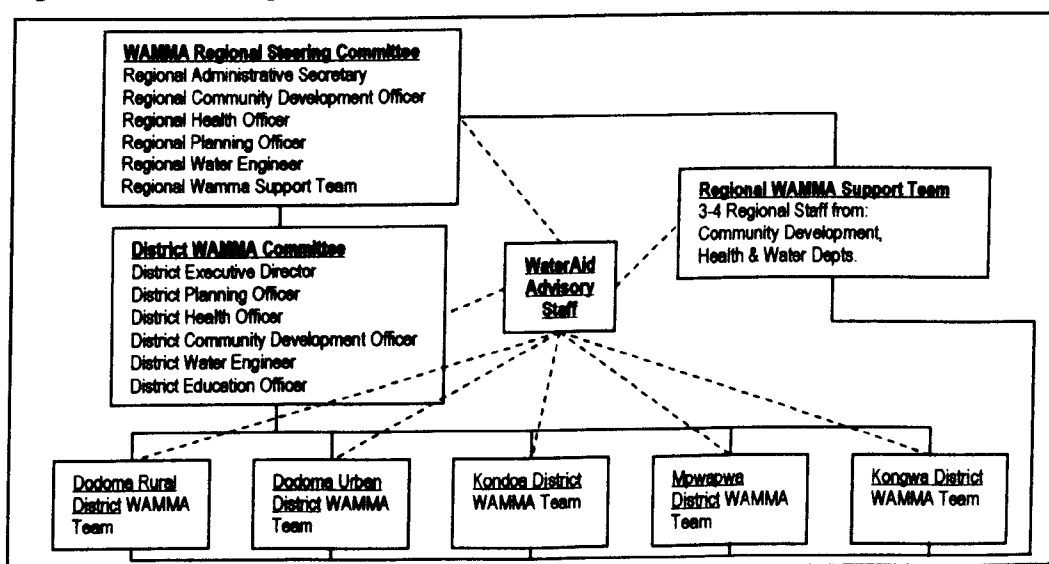 WAMMA Regional Steering Committee
Regional Administrative Secretary
Regional Community Development Officer
Regional Health Officer
Regional Planning Officer
Regional Water Engineer
Regional Wamma Support Team
Regional WAMMA Support Team
3-4 Regional Staff from:
Community Development,
Health & Water Depts.
District WAMMA Committee
District Executive Director
District Planning Officer
District Health Officer
District Community Development Officer
District Water Engineer
District Education Officer
WaterAid
Advisory
Staff
Dodoma Rural
District WAMMA
Team
Dodoma Urban
District WAMMA
Team
Kondoa District
WAMMA Team
Mpwapwa
District WAMMA
Team
Kongwa District
WAMMA Team